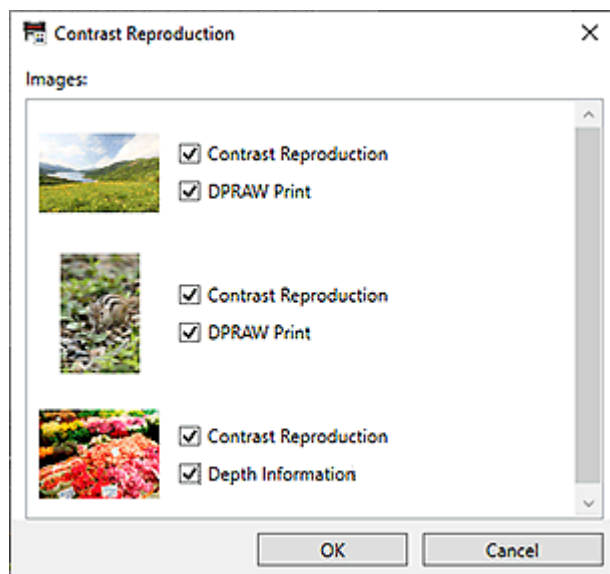 Contrast Reproduction
Images:
Contrast Reproduction
DPRAW Print
Contrast Reproduction
DPRAW Print
Contrast Reproduction
Depth Information
OK Cancel